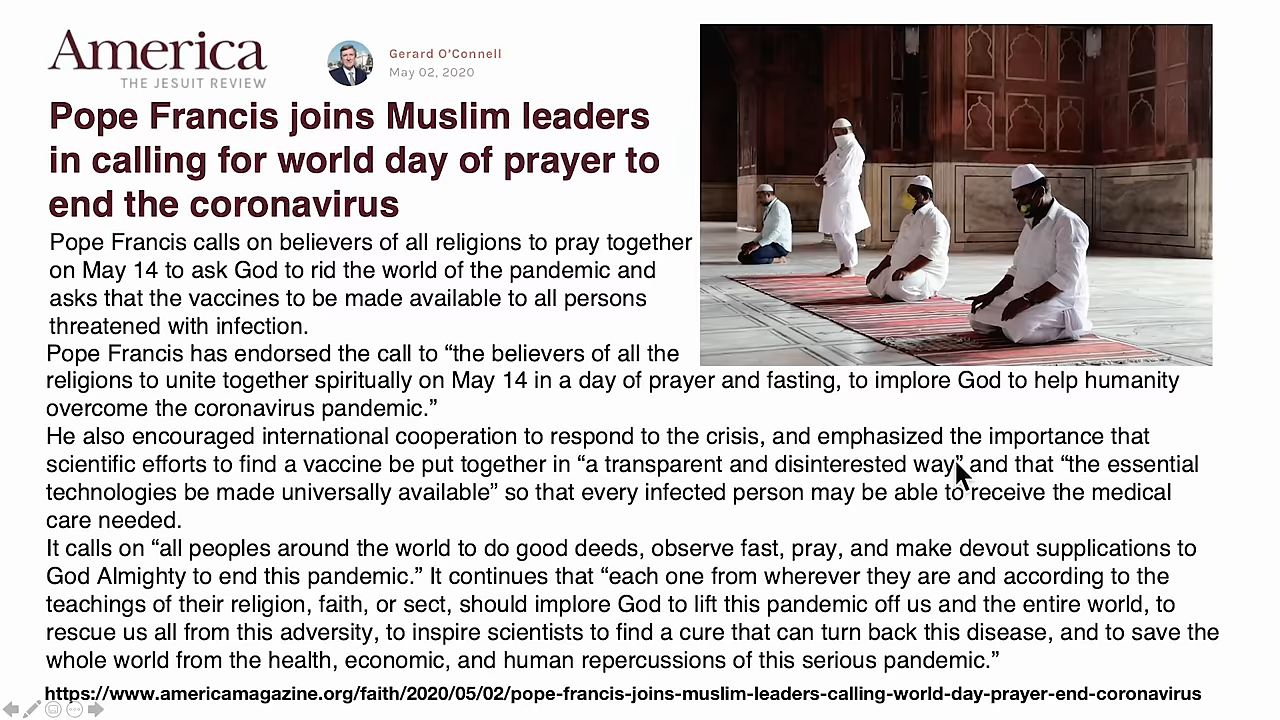 America
THE JESUIT REVIEW
Gerard O’Connell
May 02, 2020
Pope Francis joins Muslim leaders
in calling for world day of prayer to
end the coronavirus
Pope Francis calls on believers of all religions to pray together
on May 14 to ask God to rid the world of the pandemic and
asks that the vaccines to be made available to all persons
threatened with infection.
Pope Francis has endorsed the call to “the believers of all the
religions to unite together spiritually on May 14 in a day of prayer and fasting, to implore God to help humanity
overcome the coronavirus pandemic.”
He also encouraged international cooperation to respond to the crisis, and emphasized the importance that
scientific efforts to find a vaccine be put together in “a transparent and disinterested way” and that “the essential
technologies be made universally available” so that every infected person may be able to receive the medical
care needed.
It calls on “all peoples around the world to do good deeds, observe fast, pray, and make devout supplications to
God Almighty to end this pandemic.” It continues that “each one from wherever they are and according to the
teachings of their religion, faith, or sect, should implore God to lift this pandemic off us and the entire world, to
rescue us all from this adversity, to inspire scientists to find a cure that can turn back this disease, and to save the
whole world from the health, economic, and human repercussions of this serious pandemic.”
https://www.americamagazine.org/faith/2020/05/02/pope-francis-joins-muslim-leaders-calling-world-day-prayer-end-coronavirus